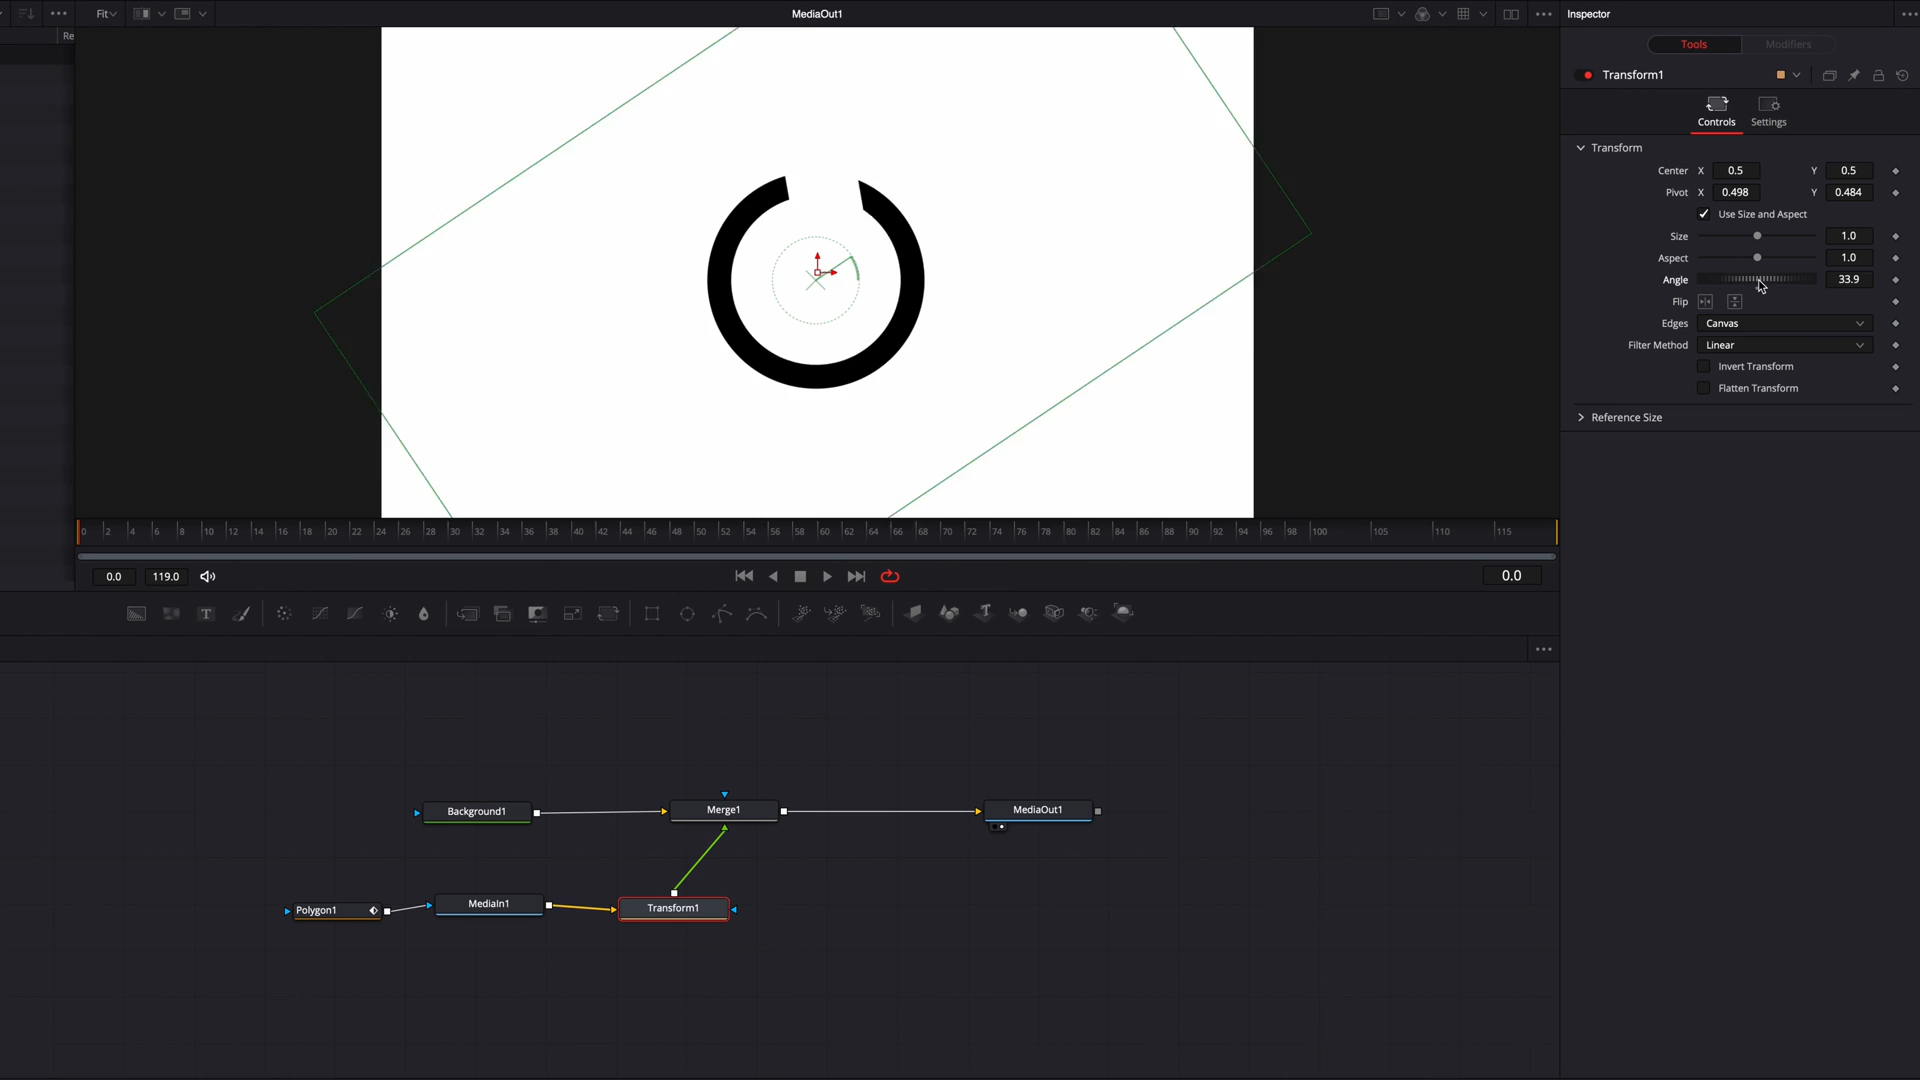 Fit
MediaOut1
Inspector
Re
Tools
Modifiers
Transform1
Controls
Settings
Transform
Center X 0.5 Y 0.5
Pivot X 0.498 Y 0.484
Use Size and Aspect
Size 1.0
Aspect 1.0
Angle 33.9
Flip
Edges Canvas
Filter Method Linear
Invert Transform
Flatten Transform
Reference Size
0 2 4 6 8 10 12 14 16 18 20 22 24 26 28 30 32 34 36 38 40 42 44 46 48 50 52 54 56 58 60 62 64 66 68 70 72 74 76 78 80 82 84 86 88 90 92 94 96 98 100 105 110 115
0.0 119.0
0.0
T
Background1
Merge1
MediaOut1
Polygon1
MediaIn1
Transform1